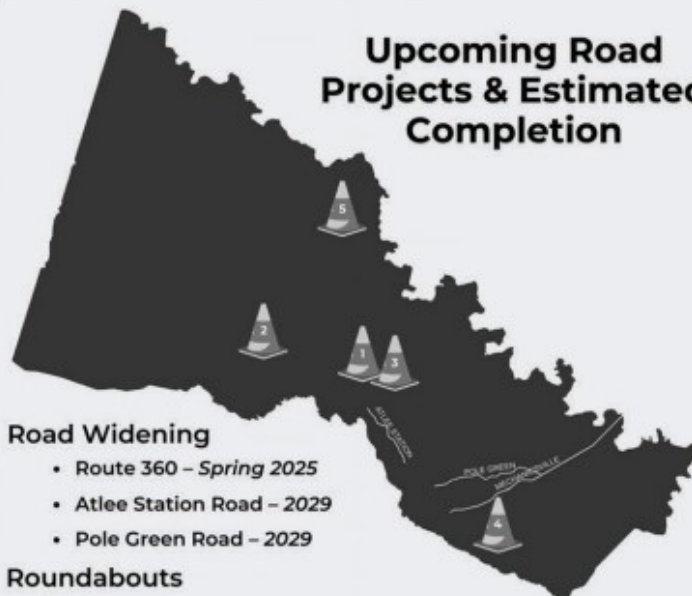 Upcoming Road
Projects & Estimated
Completion
5
2
1
3
ATLEE STATION
POLE GREEN
MECHANICSVILLE
4
Road Widening
• Route 360 – Spring 2025
• Atlee Station Road – 2029
• Pole Green Road – 2029
Roundabouts